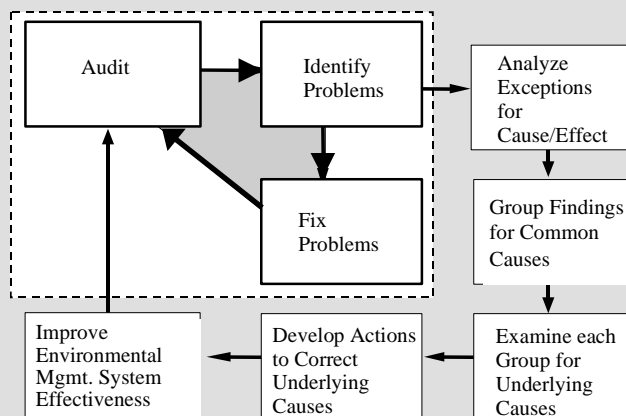 Audit
Identify
Problems
Fix
Problems
Analyze
Exceptions
for
Cause/Effect
Group Findings
for Common
Causes
Examine each
Group for
Underlying
Causes
Develop Actions
to Correct
Underlying
Causes
Improve
Environmental
Mgmt. System
Effectiveness